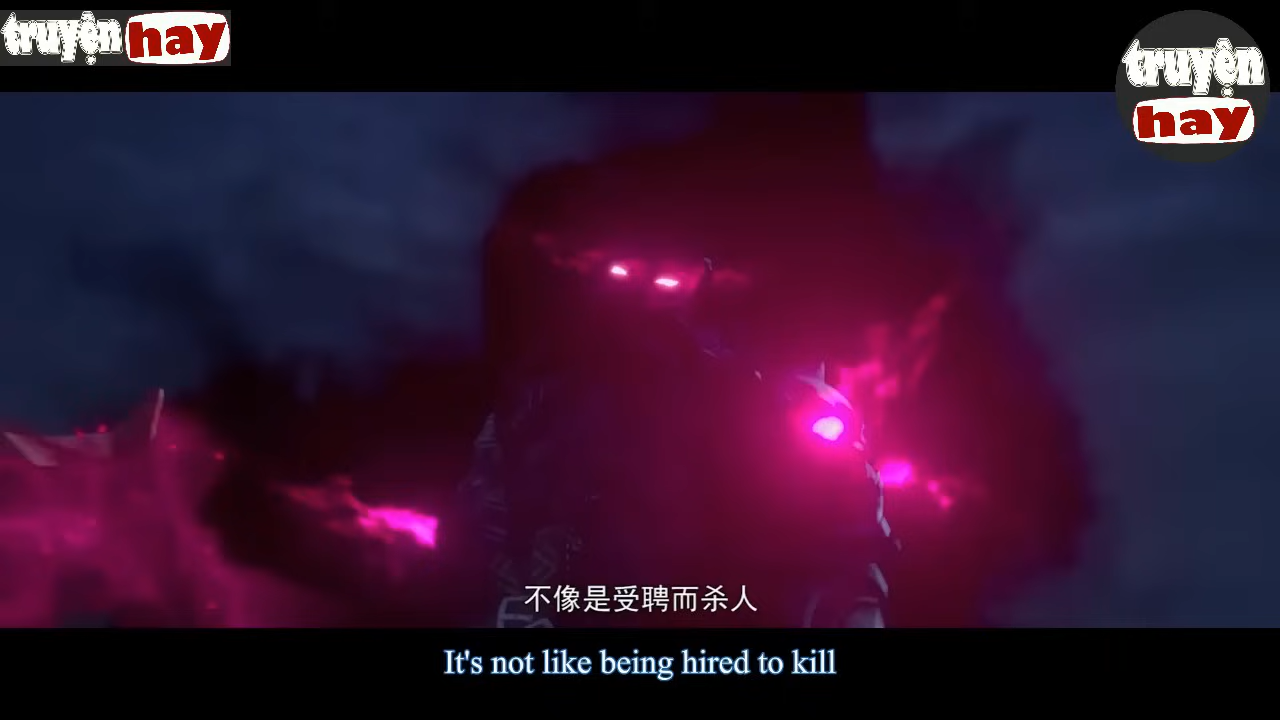 truyện hay
truyện
hay
不像是受聘而杀人
It's not like being hired to kill